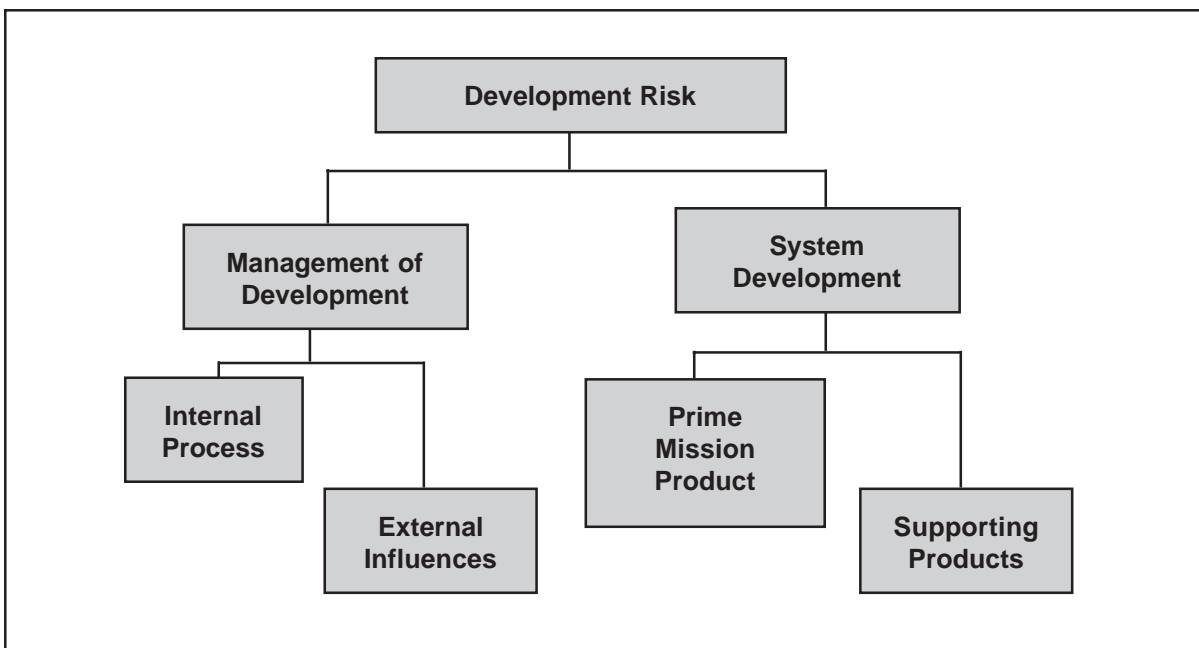 Development Risk
Management of
Development
System
Development
Internal
Process
External
Influences
Prime
Mission
Product
Supporting
Products